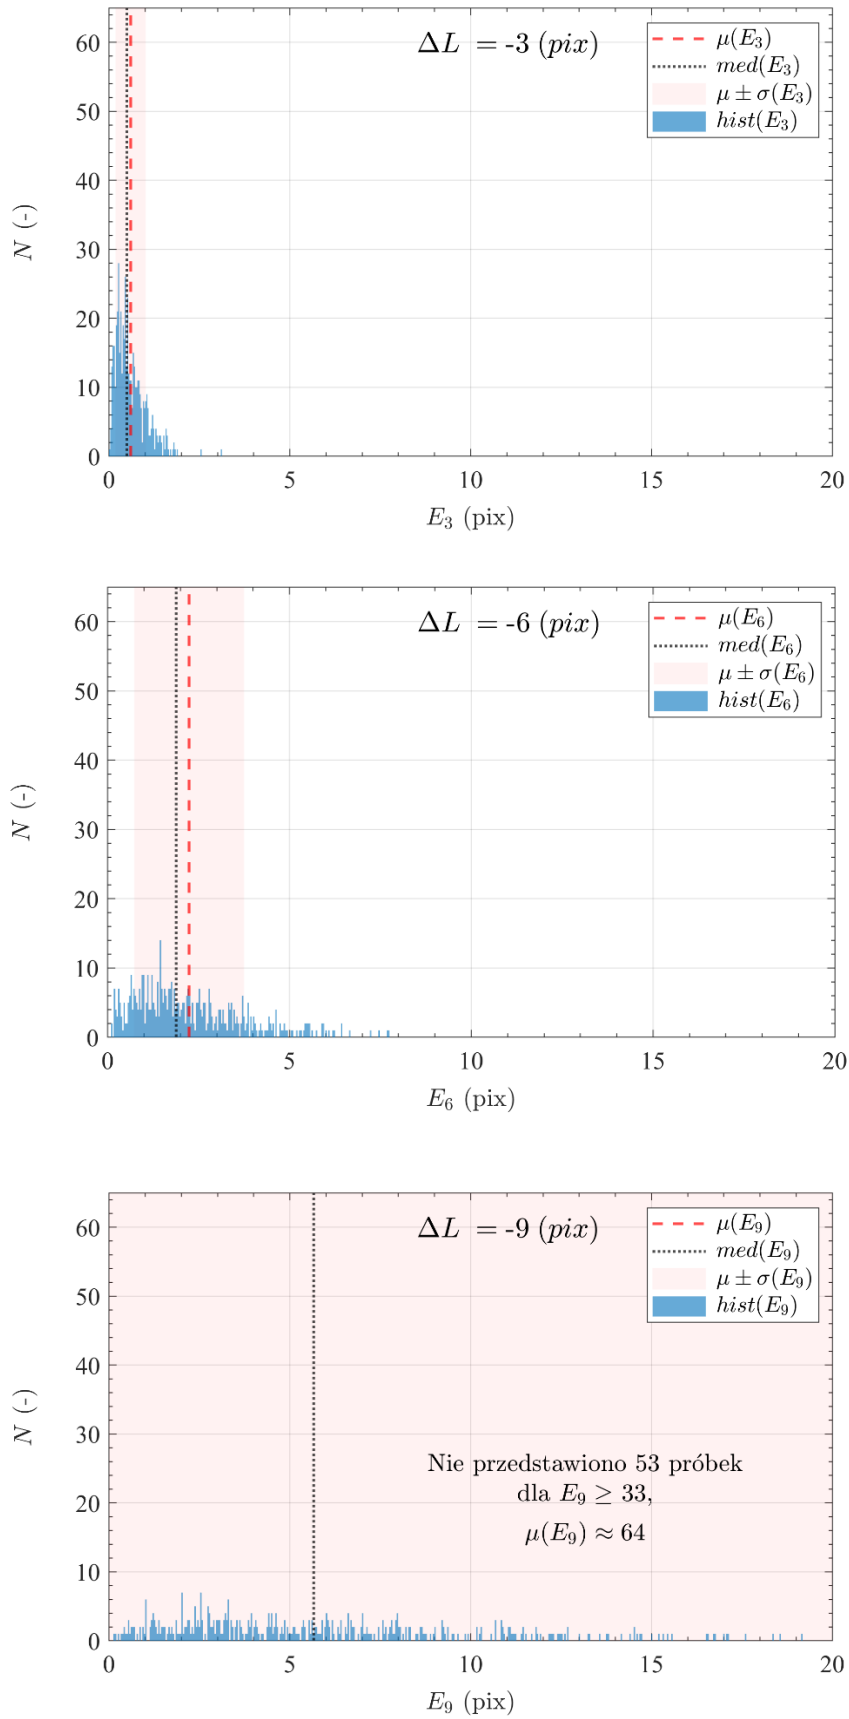 ΔL = -3 (pix)
μ(E₃)
med(E₃)
μ ± σ(E₃)
hist(E₃)
60
50
40
30
20
10
0
N (-)
0 5 10 15 20
E₃ (pix)
ΔL = -6 (pix)
μ(E₆)
med(E₆)
μ ± σ(E₆)
hist(E₆)
60
50
40
30
20
10
0
N (-)
0 5 10 15 20
E₆ (pix)
ΔL = -9 (pix)
μ(E₉)
med(E₉)
μ ± σ(E₉)
hist(E₉)
60
50
40
30
20
10
0
N (-)
Nie przedstawiono 53 próbek
dla E₉ ≥ 33,
μ(E₉) ≈ 64
0 5 10 15 20
E₉ (pix)